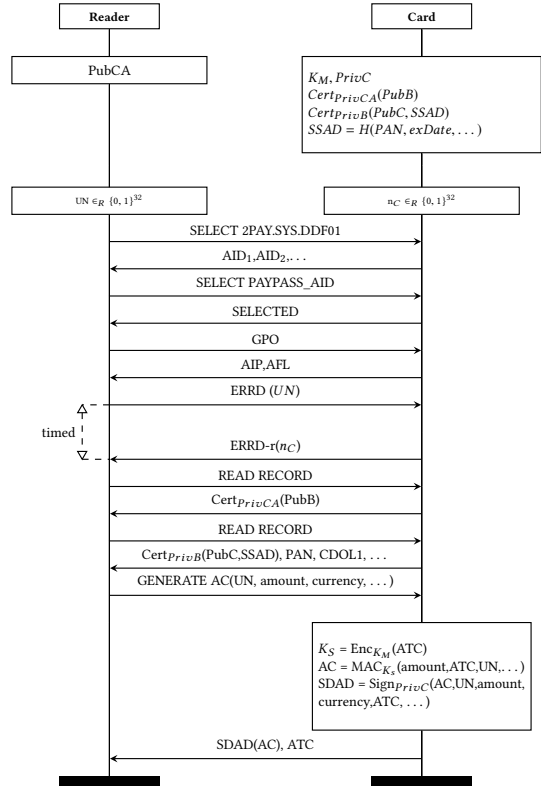 Reader
Card
PubCA
K_M, PrivC
Cert_PrivCA(PubB)
Cert_PrivB(PubC, SSAD)
SSAD = H(PAN, exDate, . . . )
UN ∈_R {0, 1}^32
n_C ∈_R {0, 1}^32
SELECT 2PAY.SYS.DDF01
AID_1,AID_2,. . .
SELECT PAYPASS_AID
SELECTED
GPO
AIP,AFL
ERRD (UN)
timed
ERRD-r(n_C)
READ RECORD
Cert_PrivCA(PubB)
READ RECORD
Cert_PrivB(PubC,SSAD), PAN, CDOL1, . . .
GENERATE AC(UN, amount, currency, . . . )
K_S = Enc_K_M(ATC)
AC = MAC_K_s(amount,ATC,UN,. . . )
SDAD = Sign_PrivC(AC,UN,amount,
currency,ATC, . . . )
SDAD(AC), ATC